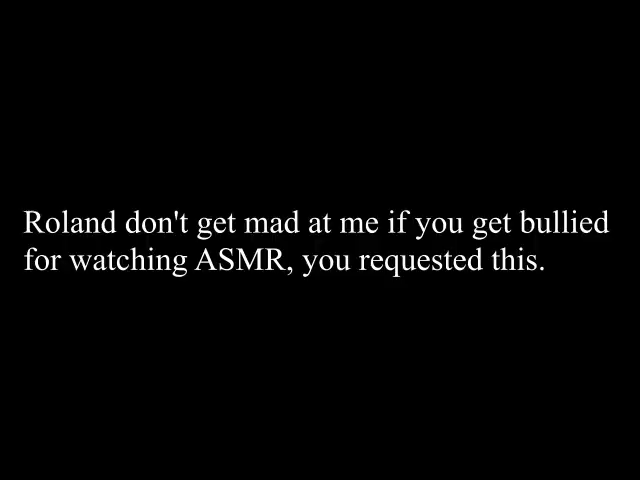 Roland don't get mad at me if you get bullied
for watching ASMR, you requested this.